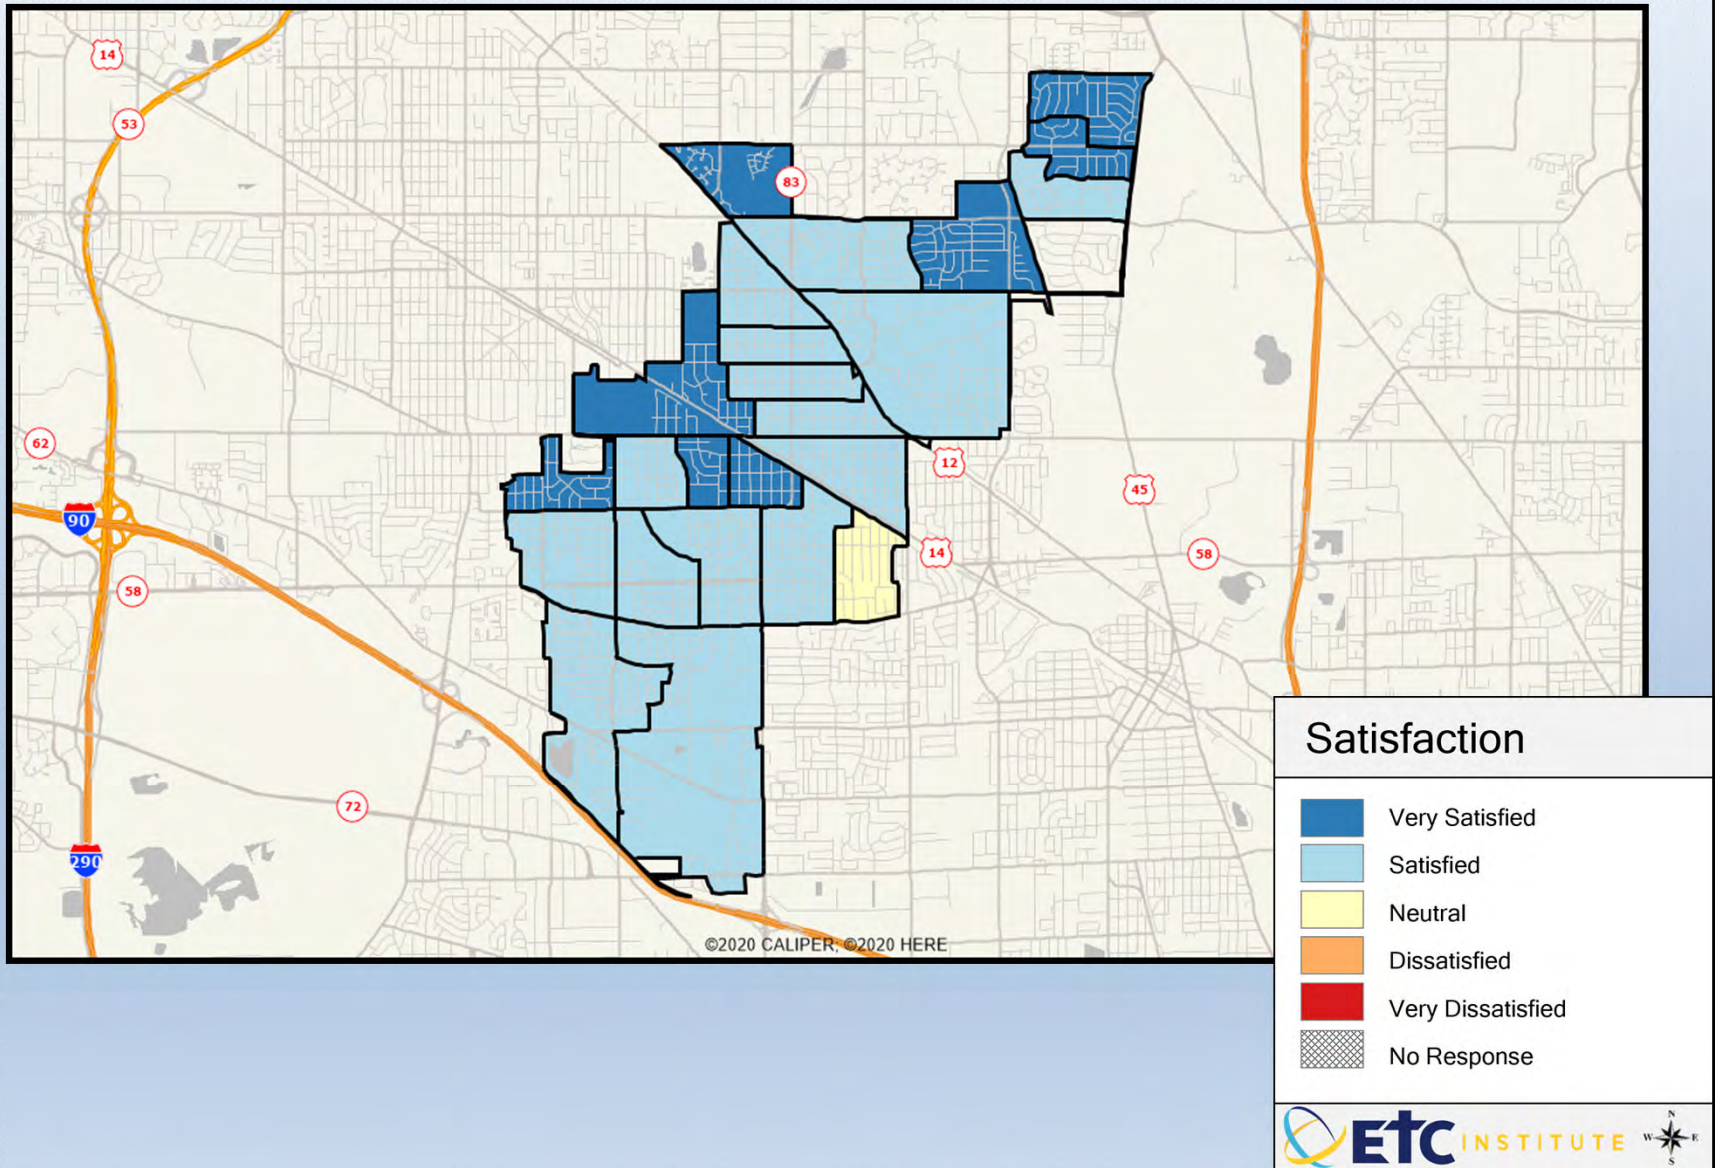 14
53
83
62
12
45
90
14
58
58
72
290
©2020 CALIPER; ©2020 HERE
Satisfaction
Very Satisfied
Satisfied
Neutral
Dissatisfied
Very Dissatisfied
No Response
ETC INSTITUTE
N
W E
S